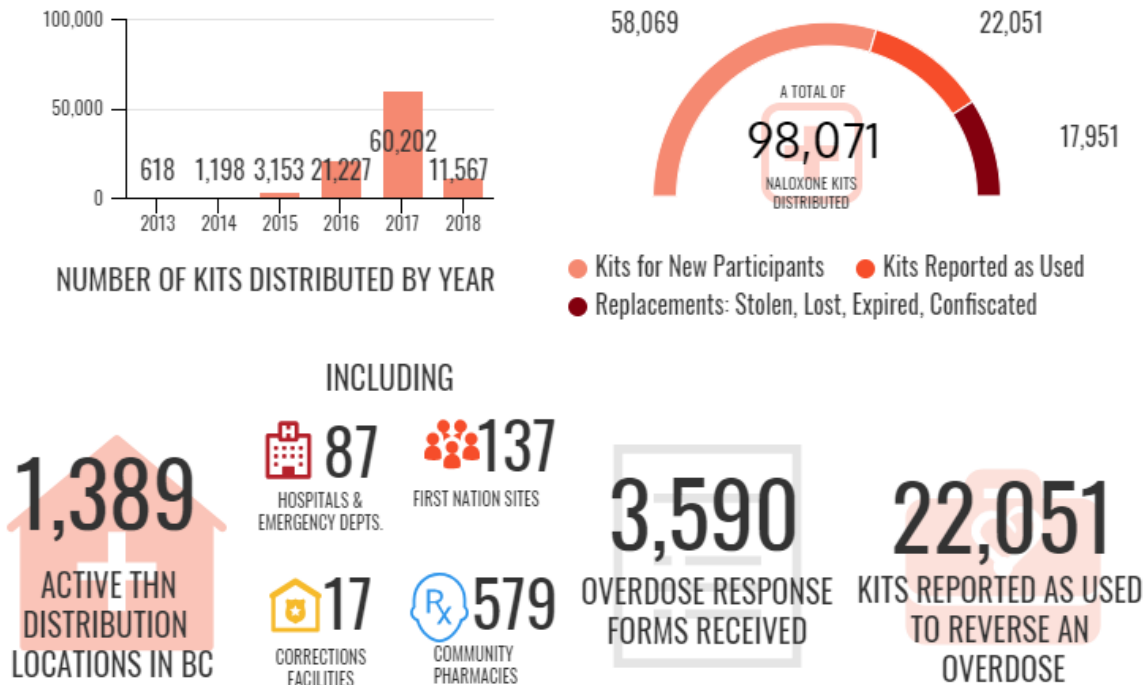 100,000
50,000
0
618 1,198 3,153 21,227 60,202 11,567
2013 2014 2015 2016 2017 2018
NUMBER OF KITS DISTRIBUTED BY YEAR
58,069
22,051
17,951
A TOTAL OF
98,071
NALOXONE KITS
DISTRIBUTED
Kits for New Participants
Kits Reported as Used
Replacements: Stolen, Lost, Expired, Confiscated
1,389
ACTIVE THN
DISTRIBUTION
LOCATIONS IN BC
INCLUDING
H
87
HOSPITALS &
EMERGENCY DEPTS.
137
FIRST NATION SITES
17
CORRECTIONS
FACILITIES
Rx
579
COMMUNITY
PHARMACIES
3,590
OVERDOSE RESPONSE
FORMS RECEIVED
22,051
KITS REPORTED AS USED
TO REVERSE AN
OVERDOSE